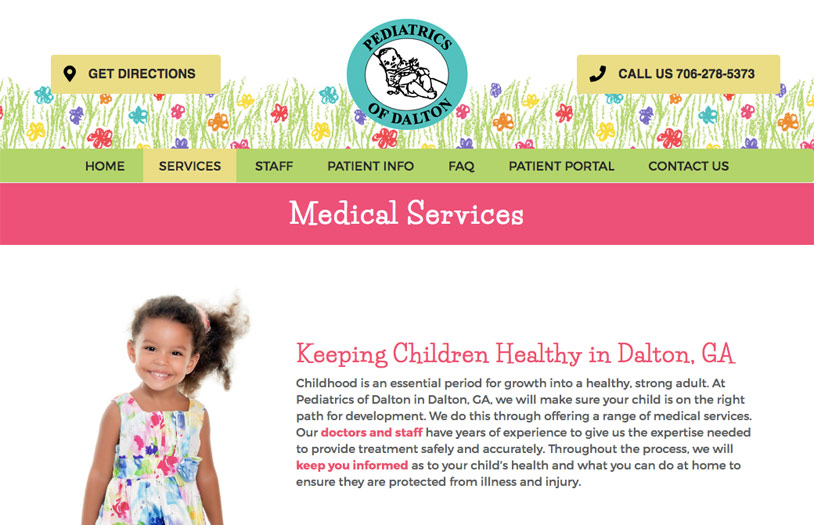 GET DIRECTIONS
PEDIATRICS
OF DALTON
CALL US 706-278-5373
HOME SERVICES STAFF PATIENT INFO FAQ PATIENT PORTAL CONTACT US
Medical Services
Keeping Children Healthy in Dalton, GA
Childhood is an essential period for growth into a healthy, strong adult. At
Pediatrics of Dalton in Dalton, GA, we will make sure your child is on the right
path for development. We do this through offering a range of medical services.
Our doctors and staff have years of experience to give us the expertise needed
to provide treatment safely and accurately. Throughout the process, we will
keep you informed as to your child's health and what you can do at home to
ensure they are protected from illness and injury.